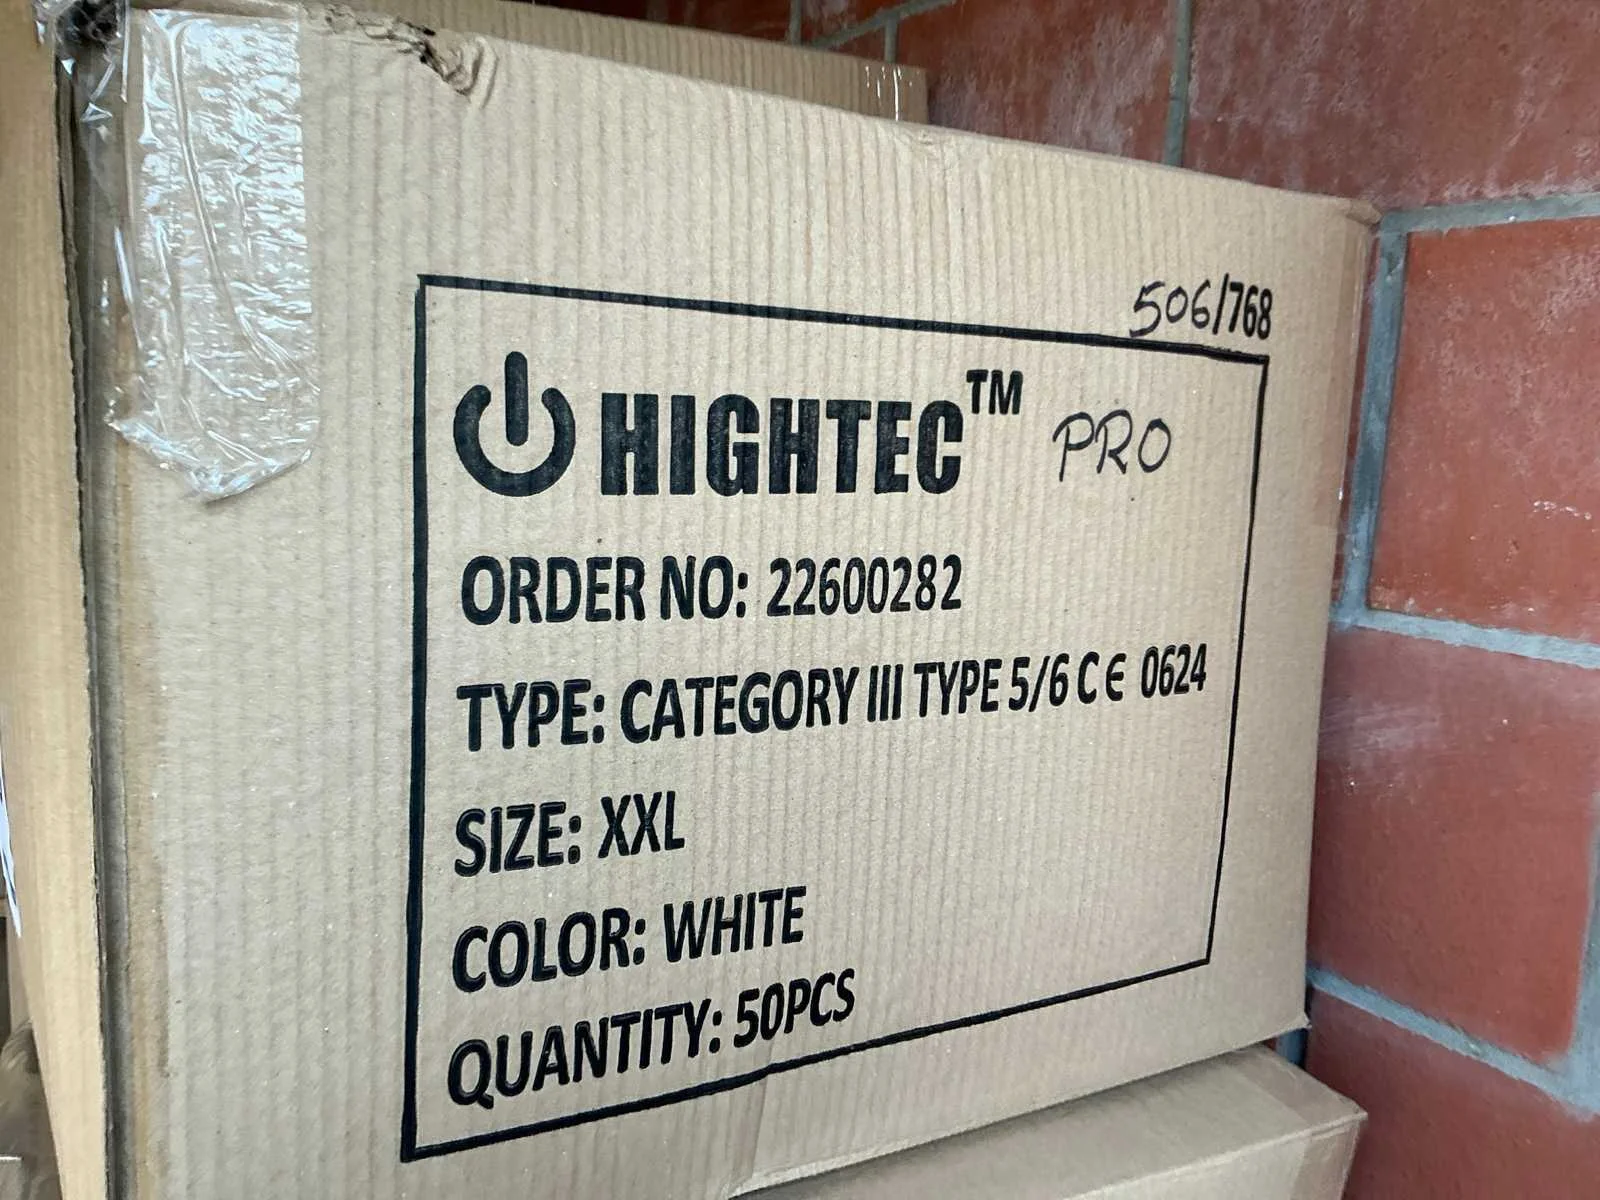 506/768
HIGHTEC™ PRO
ORDER NO: 22600282
TYPE: CATEGORY III TYPE 5/6 C€ 0624
SIZE: XXL
COLOR: WHITE
QUANTITY: 50PCS